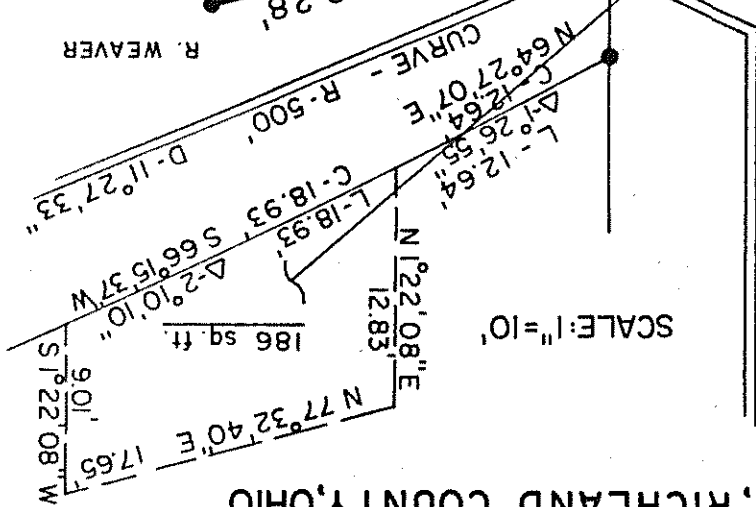 , RICHLAND COUNTY, OHIO
S 1°22'08" W
9.01'
N 77°32'40"E 17.65'
SCALE: 1"=10'
N 1°22'08"E
12.83'
186 sq. ft.
Δ-2°10'10"
S 66°15'37"W
L-18.93'
C-18.93'
L - 12.64'
Δ-1°26'55"
C-12.64'
N 64°27'07"E
D-11°27'33"
R-500'
CURVE -
R. WEAVER
28'